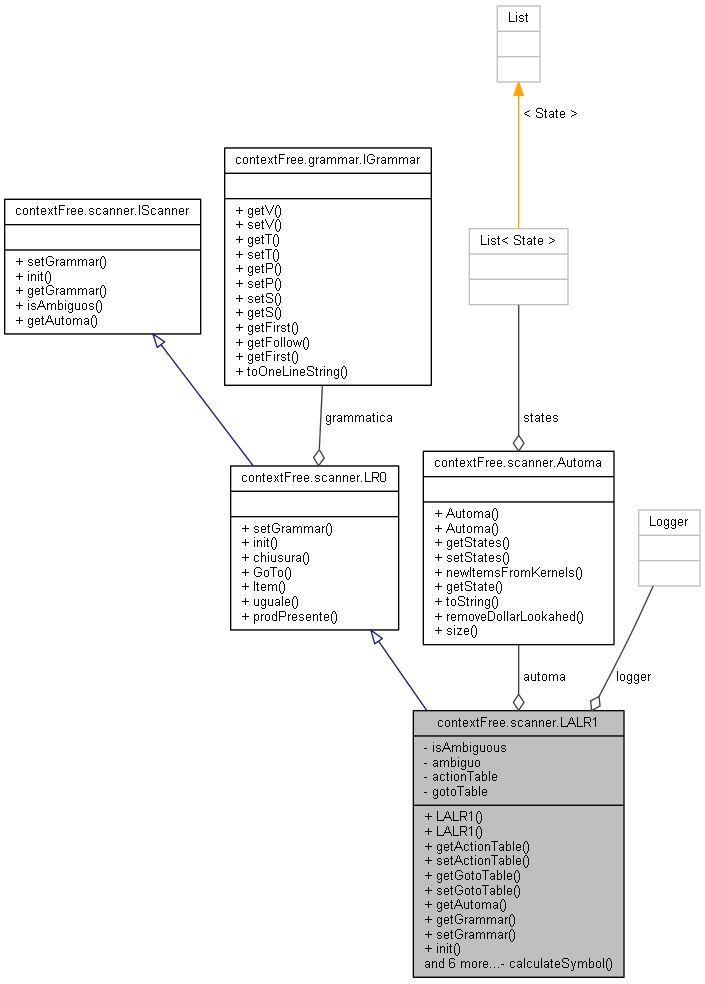 List
< State >
contextFree.grammar.IGrammar
+ getV()
+ setV()
+ getT()
+ setT()
+ getP()
+ setP()
+ setS()
+ getS()
+ getFirst()
+ getFollow()
+ getFirst()
+ toOneLineString()
contextFree.scanner.IScanner
+ setGrammar()
+ init()
+ getGrammar()
+ isAmbiguos()
+ getAutoma()
List< State >
grammatica
states
contextFree.scanner.LR0
+ setGrammar()
+ init()
+ chiusura()
+ GoTo()
+ Item()
+ uguale()
+ prodPresente()
contextFree.scanner.Automa
+ Automa()
+ Automa()
+ getStates()
+ setStates()
+ newItemsFromKernels()
+ getState()
+ toString()
+ removeDollarLookahed()
+ size()
Logger
automa
logger
contextFree.scanner.LALR1
- isAmbiguous
- ambiguo
- actionTable
- gotoTable
+ LALR1()
+ LALR1()
+ getActionTable()
+ setActionTable()
+ getGotoTable()
+ setGotoTable()
+ getAutoma()
+ getGrammar()
+ setGrammar()
+ init()
and 6 more...- calculateSymbol()